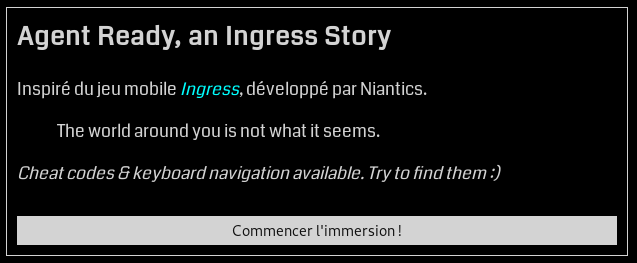 Agent Ready, an Ingress Story
Inspiré du jeu mobile Ingress, développé par Niantics.
The world around you is not what it seems.
Cheat codes & keyboard navigation available. Try to find them :)
Commencer l'immersion !